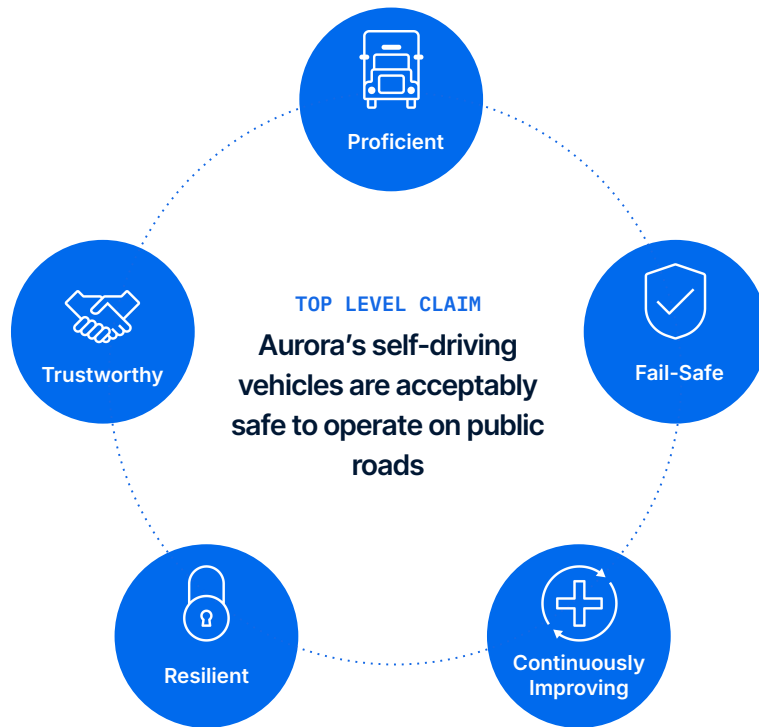 Proficient
TOP LEVEL CLAIM
Aurora’s self-driving
vehicles are acceptably
safe to operate on public
roads
Trustworthy
Fail-Safe
Resilient
Continuously
Improving